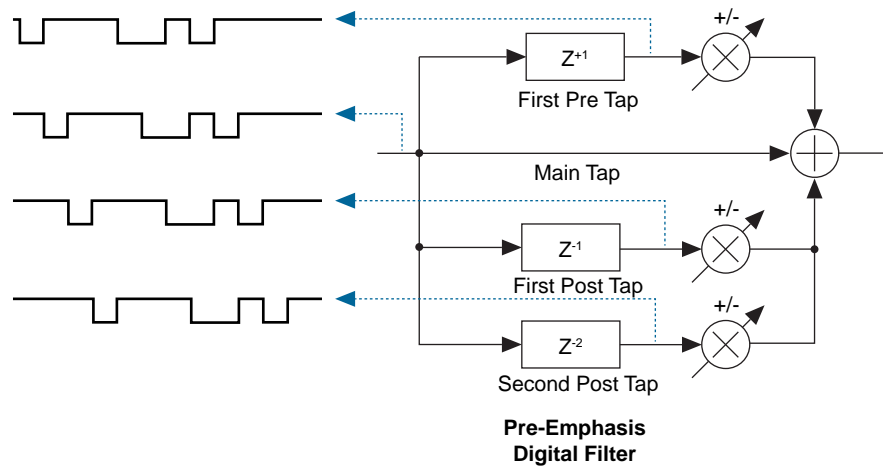 +/-
Z+1
First Pre Tap
Main Tap
+/-
Z-1
First Post Tap
+/-
Z-2
Second Post Tap
Pre-Emphasis
Digital Filter